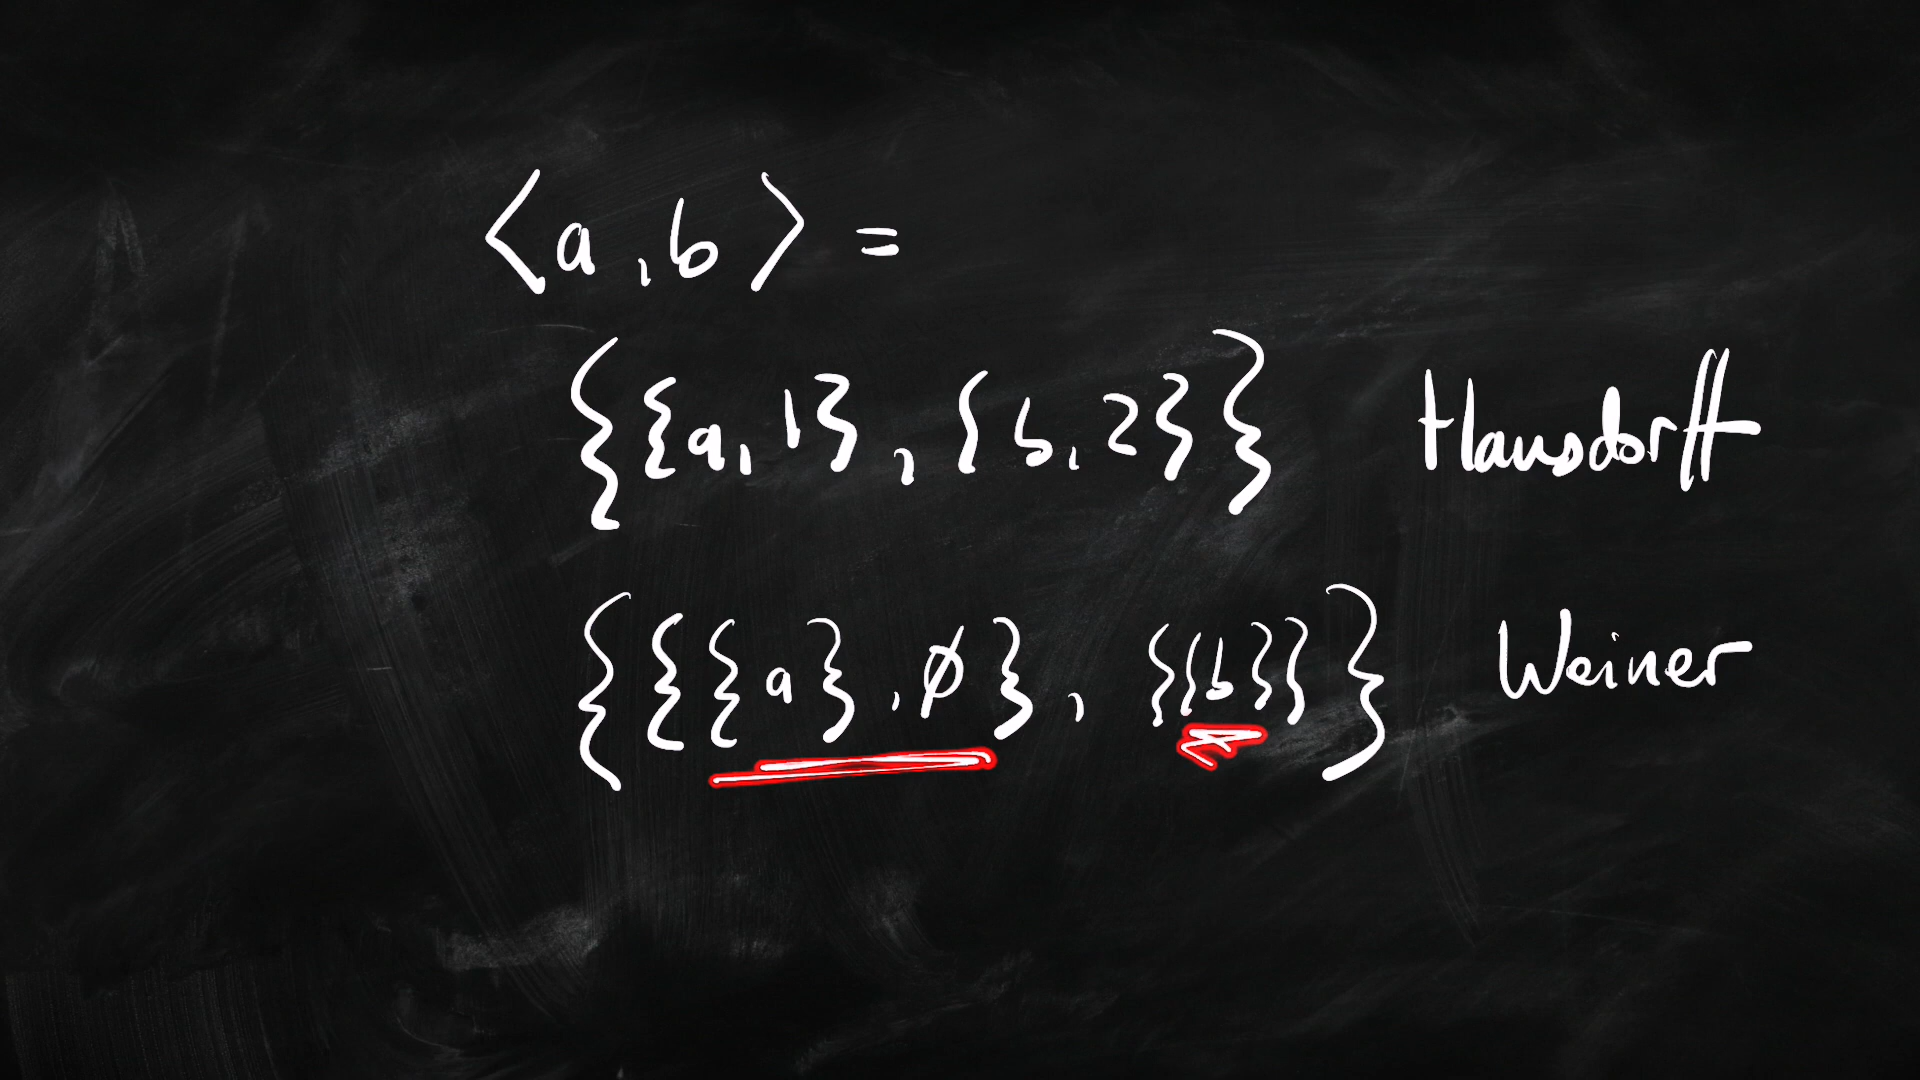 ⟨a,b⟩=
{{a,1},{b,2}} Hausdorff
{{{a},∅},{{b}}} Weiner